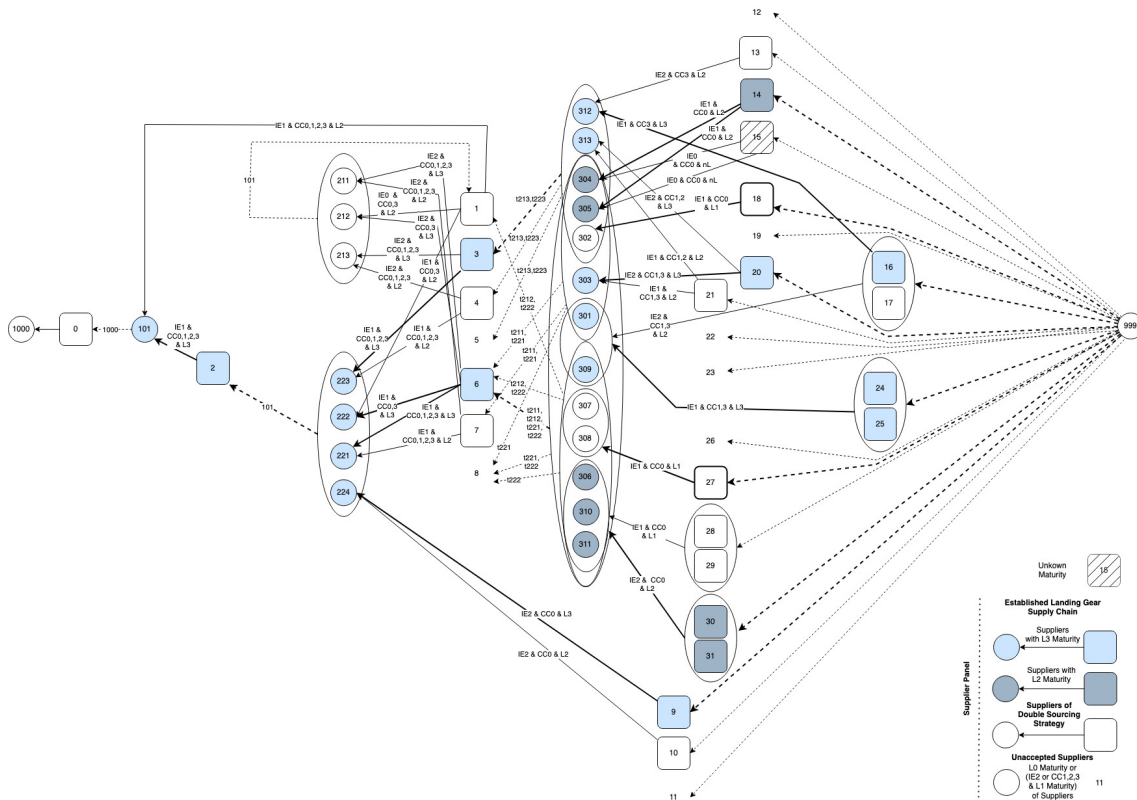 12
13
IE2 & CC3 & L2
14
IE1 &
CC0 & L2
312
IE1 & CC3 & L3
IE1 &
CC0 & L2
IE1 & CC0,1,2,3 & L2
15
313
IE0
& CC0 & nL
IE2 &
CC0,1,2,3
& L3
211
304
IE0 & CC0 & nL
101
IE2 &
CC0,1,2,3
& L2
t213,t223
IE0 &
CC0,3
& L2
1
305
IE2 & CC1,2
& L3
IE1 & CC0
& L1
18
212
IE2 &
CC0,3
& L3
t213,t223
302
19
IE2 &
CC0,1,2,3
& L3
213
3
IE1 & CC1,2 & L2
IE1 &
CC0,3
& L2
16
IE2 &
CC0,1,2,3
& L2
t213,t223
303
IE2 & CC1,3 & L3
20
4
IE1 &
CC1,3 & L2
21
17
t212,
t222
301
IE2 &
CC1,3
& L2
1000
0
1000
101
IE1 &
CC0,1,2,3
& L3
IE1 &
CC0,1,2,3
& L3
IE1 &
CC0,1,2,3
& L2
5
t211,
t221
22
999
t211,
t221
2
309
23
223
6
t212,
t222
24
101
222
IE1 &
CC0,3
& L3
IE1 &
CC0,1,2,3 & L3
307
IE1 & CC1,3 & L3
t211,
t212,
t221,
t222
25
7
IE1 &
CC0,1,2,3 & L2
308
26
221
t221
t221,
t222
IE1 & CC0 & L1
8
t222
306
27
224
310
IE1 & CC0
& L1
28
311
29
IE2 & CC0
& L2
30
Unkown
Maturity
15
IE2 & CC0 & L3
31
Established Landing Gear
Supply Chain
Suppliers
with L3 Maturity
IE2 & CC0 & L2
Supplier Panel
Suppliers with
L2 Maturity
9
Suppliers of
Double Sourcing
Strategy
10
Unaccepted Suppliers
L0 Maturity or
(IE2 or CC1,2,3
& L1 Maturity)
of Suppliers
11
11